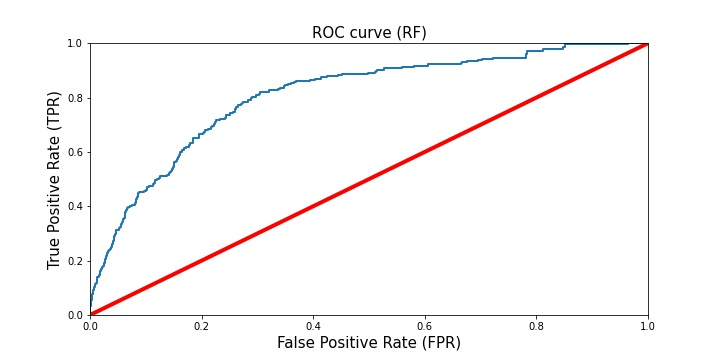 ROC curve (RF)
True Positive Rate (TPR)
1.0
0.8
0.6
0.4
0.2
0.0
0.0 0.2 0.4 0.6 0.8 1.0
False Positive Rate (FPR)